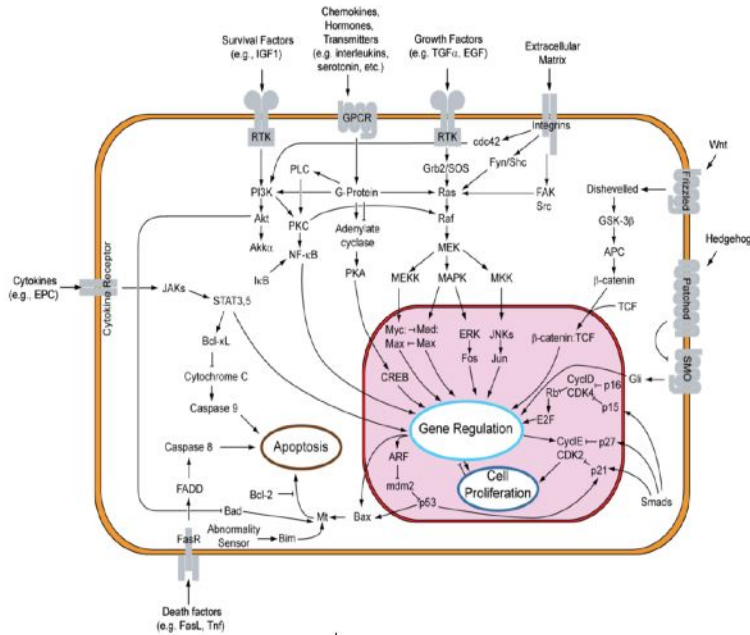 Survival Factors
(e.g., IGF1)
Chemokines,
Hormones,
Transmitters
(e.g. interleukins,
serotonin, etc.)
Growth Factors
(e.g. TGFα, EGF)
Extracellular
Matrix
RTK
GPCR
RTK
Integrins
cdc42
Wnt
Frizzled
PLC
Grb2/SOS
Fyn/Shc
Dishevelled
PI3K
G-Protein
Ras
FAK
Src
GSK-3β
Hedgehog
Akt
PKC
Adenylate
cyclase
Raf
APC
Akkα
NF-κB
MEK
β-catenin
Patched
Cytokines
(e.g., EPC)
Cytokine Receptor
IκB
PKA
MEKK
MAPK
MKK
TCF
JAKs
STAT3,5
Myc:
Mad:
Max
Max
ERK
JNKs
β-catenin:TCF
SMO
Bcl-xL
Fos
Jun
Cytochrome C
CREB
Gli
CyclD
p16
Rb
CDK4
p15
Caspase 9
E2F
Gene Regulation
Caspase 8
Apoptosis
ARF
CyclE
p27
CDK2
p21
FADD
Bcl-2
mdm2
Cell
Proliferation
Smads
Bad
p53
FasR
Abnormality
Sensor
Bim
Mt
Bax
Death factors
(e.g. FasL, Tnf)